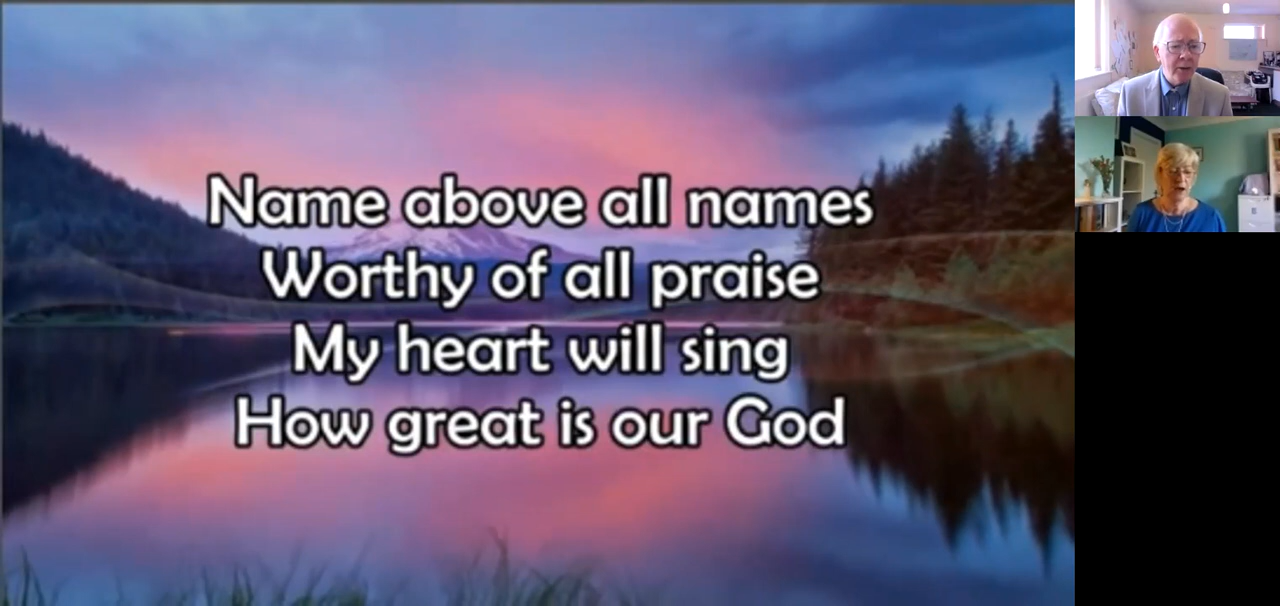 Name above all names
Worthy of all praise
My heart will sing
How great is our God